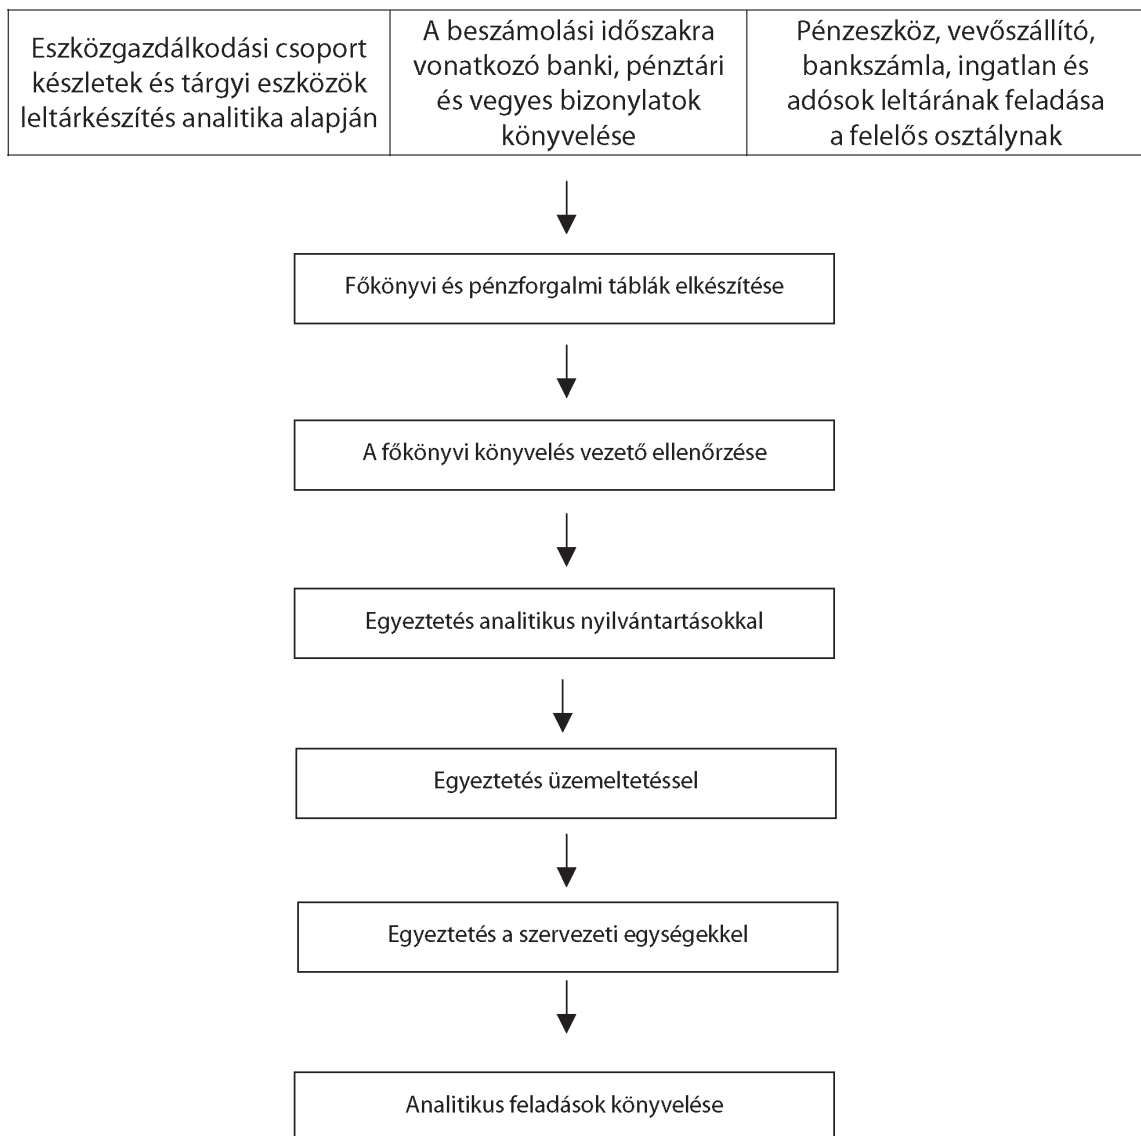 Eszközgazdálkodási csoport
készletek és tárgyi eszközök
leltárkészítés analitika alapján
A beszámolási időszakra
vonatkozó banki, pénztári
és vegyes bizonylatok
könyvelése
Pénzeszköz, vevőszállító,
bankszámla, ingatlan és
adósok leltárának feladása
a felelős osztálynak
Főkönyvi és pénzforgalmi táblák elkészítése
A főkönyvi könyvelés vezető ellenőrzése
Egyeztetés analitikus nyilvántartásokkal
Egyeztetés üzemeltetéssel
Egyeztetés a szervezeti egységekkel
Analitikus feladások könyvelése